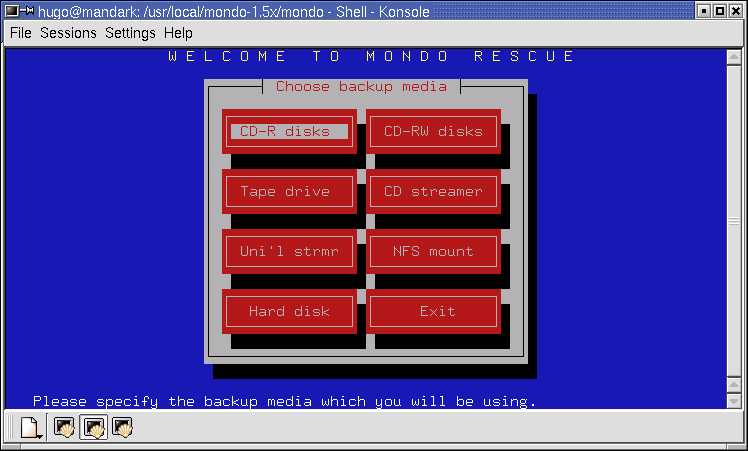 hugo@mandark: /usr/local/mondo-1.5x/mondo - Shell - Konsole
File Sessions Settings Help
W E L C O M E   T O   M O N D O   R E S C U E
Choose backup media
CD-R disks CD-RW disks
Tape drive CD streamer
Uni'l strmr NFS mount
Hard disk Exit
Please specify the backup media which you will be using.